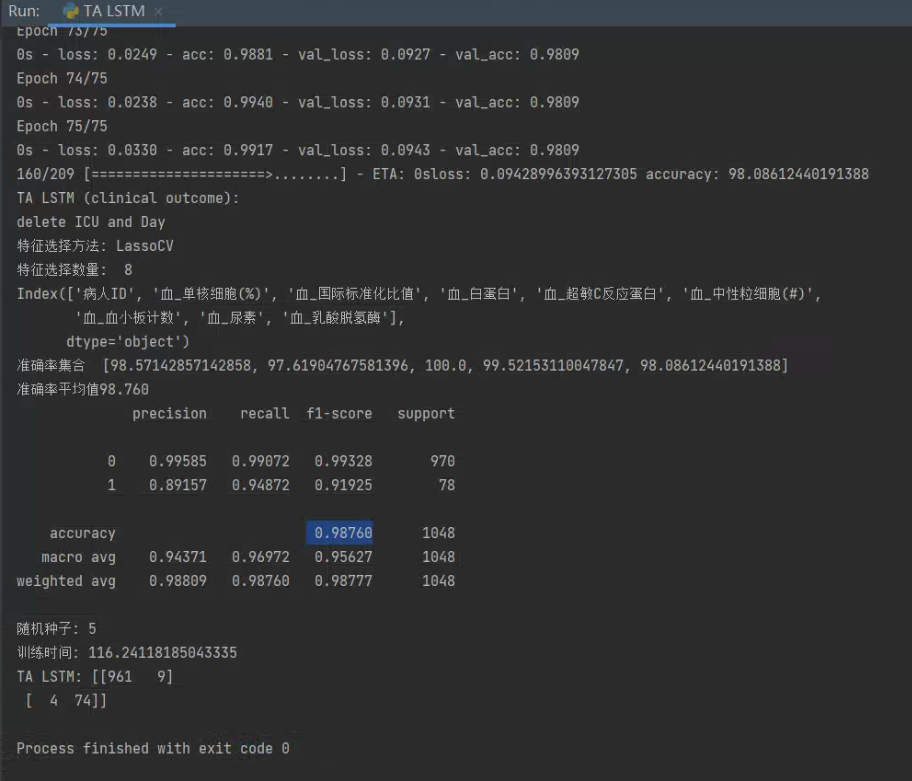 Run: TA LSTM ×
Epoch 73/75
0s - loss: 0.0249 - acc: 0.9881 - val_loss: 0.0927 - val_acc: 0.9809
Epoch 74/75
0s - loss: 0.0238 - acc: 0.9940 - val_loss: 0.0931 - val_acc: 0.9809
Epoch 75/75
0s - loss: 0.0330 - acc: 0.9917 - val_loss: 0.0943 - val_acc: 0.9809
160/209 [=====================>........] - ETA: 0sloss: 0.09428996393127305 accuracy: 98.08612440191388
TA LSTM (clinical outcome):
delete ICU and Day
特征选择方法: LassoCV
特征选择数量:  8
Index(['病人ID', '血_单核细胞(%)', '血_国际标准化比值', '血_白蛋白', '血_超敏C反应蛋白', '血_中性粒细胞(#)',
'血_血小板计数', '血_尿素', '血_乳酸脱氢酶'],
dtype='object')
准确率集合  [98.57142857142858, 97.61904767581396, 100.0, 99.52153110047847, 98.08612440191388]
准确率平均值98.760
precision recall f1-score support
0 0.99585 0.99072 0.99328 970
1 0.89157 0.94872 0.91925 78
accuracy 0.98760 1048
macro avg 0.94371 0.96972 0.95627 1048
weighted avg 0.98809 0.98760 0.98777 1048
随机种子: 5
训练时间: 116.24118185043335
TA LSTM: [[961   9]
[  4  74]]
Process finished with exit code 0